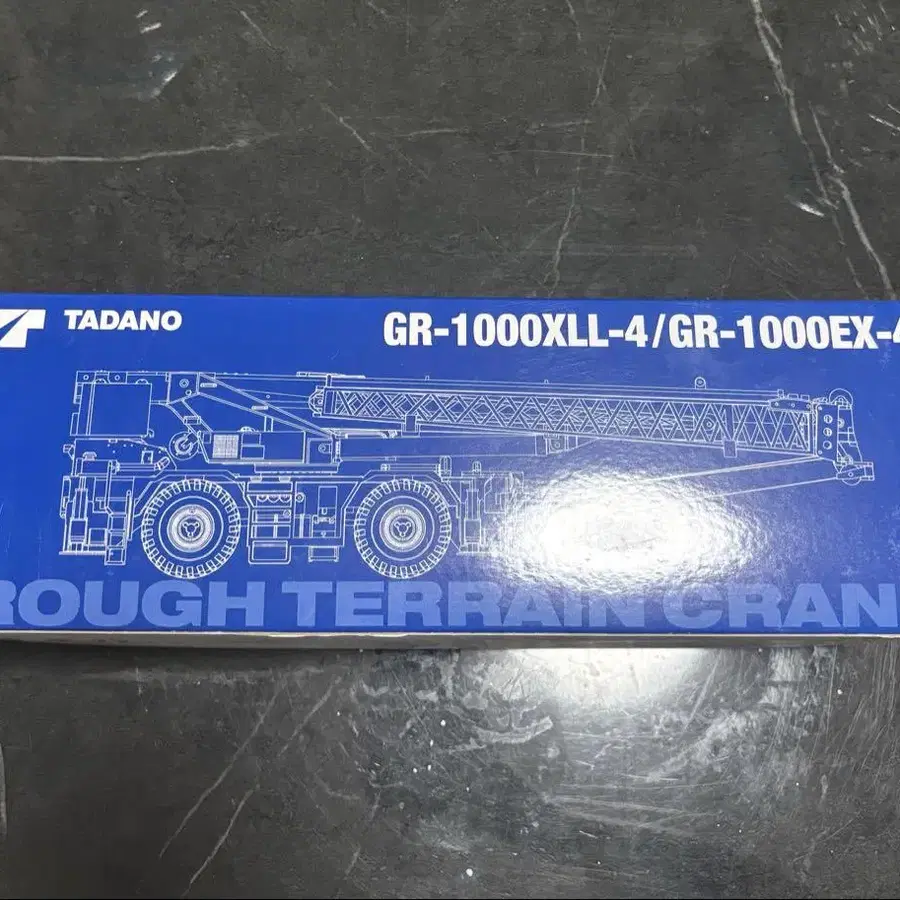 TADANO
GR-1000XLL-4/GR-1000EX-4
ROUGH TERRAIN CRAN